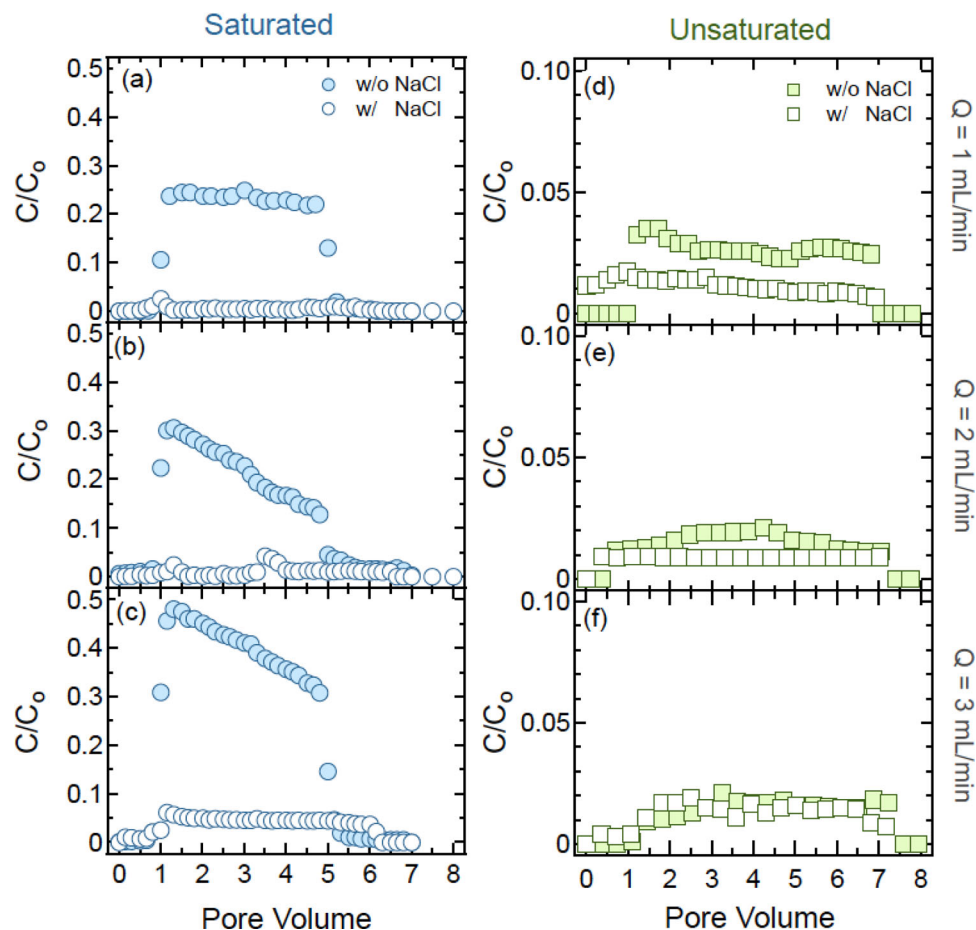 Saturated
Unsaturated
(a)
w/o NaCl
w/ NaCl
0.5
0.4
0.3
0.2
0.1
0
C/Co
(d)
w/o NaCl
w/ NaCl
0.10
0.05
0
C/Co
Q = 1 mL/min
(b)
0.5
0.4
0.3
0.2
0.1
0
C/Co
(e)
0.10
0.05
0
C/Co
Q = 2 mL/min
(c)
0.5
0.4
0.3
0.2
0.1
0
C/Co
(f)
0.10
0.05
0
C/Co
Q = 3 mL/min
0 1 2 3 4 5 6 7 8
Pore Volume
0 1 2 3 4 5 6 7 8
Pore Volume